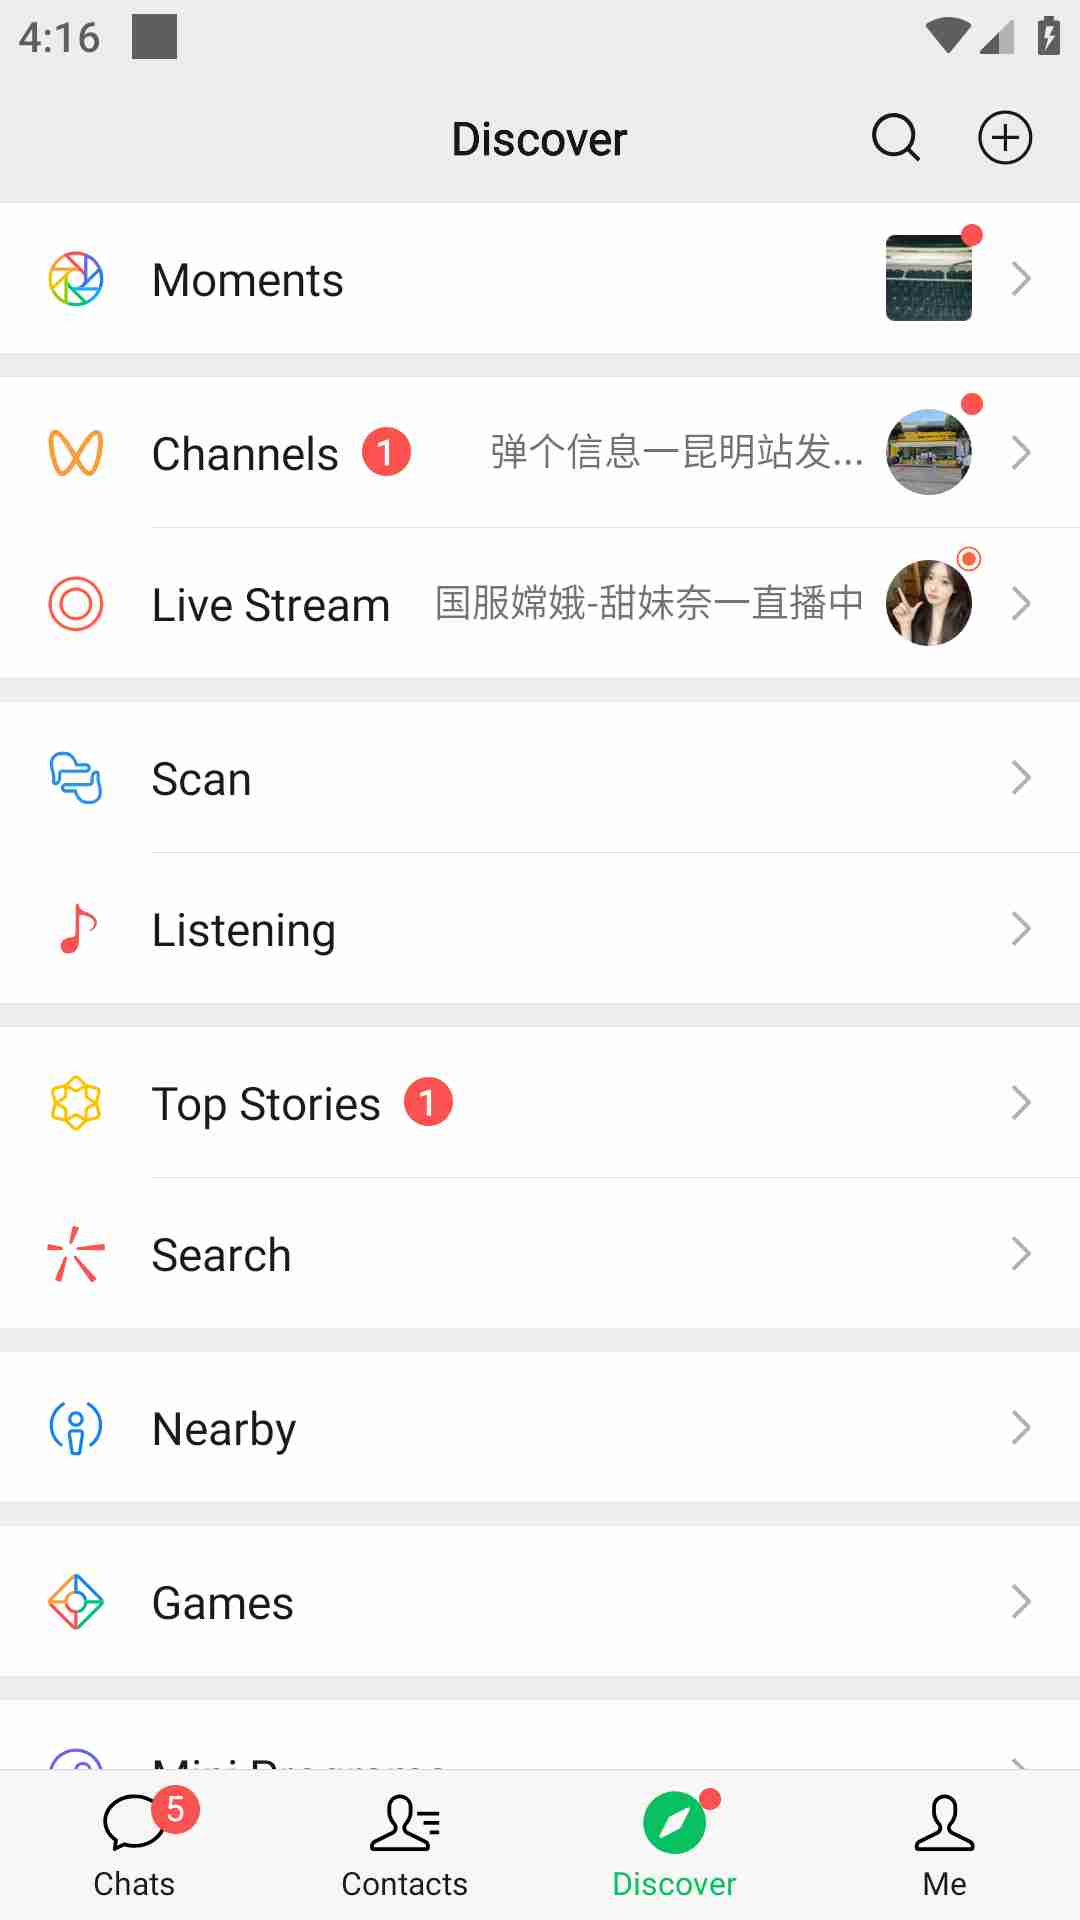 4:16
Discover
Moments
Channels 1 弹个信息一昆明站发...
Live Stream 国服嫦娥-甜妹奈一直播中
Scan
Listening
Top Stories 1
Search
Nearby
Games
Mini Programs
5
Chats Contacts Discover Me